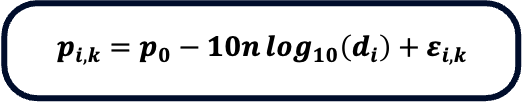 p_{i,k} = p_0 − 10n log_{10}(d_i) + ε_{i,k}